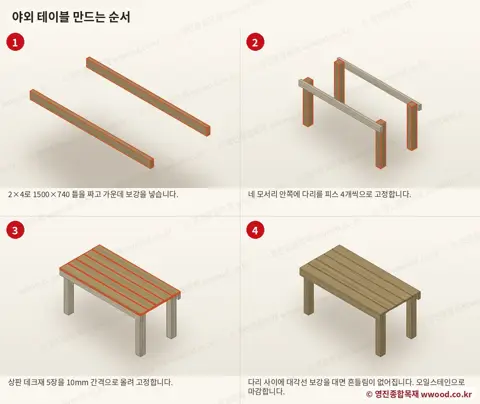 야외 테이블 만드는 순서
1
2
2×4로 1500×740 틀을 짜고 가운데 보강을 넣습니다.
네 모서리 안쪽에 다리를 피스 4개씩으로 고정합니다.
3
4
상판 데크재 5장을 10mm 간격으로 올려 고정합니다.
다리 사이에 대각선 보강을 대면 흔들림이 없어집니다. 오일스테인으로
마감합니다.
© 영진종합목재 wwood.co.kr